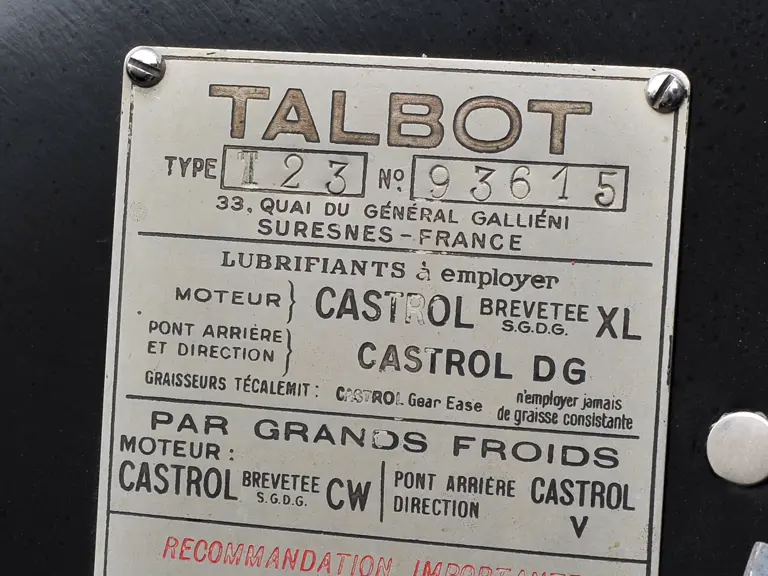 TALBOT
TYPE T23 No. 93615
33, QUAI DU GÉNÉRAL GALLIÉNI
SURESNES - FRANCE
LUBRIFIANTS à employer
MOTEUR } CASTROL BREVETEE S.G.D.G. XL
PONT ARRIÈRE ET DIRECTION } CASTROL DG
GRAISSEURS TÉCALEMIT : CASTROL Gear Ease n'employer jamais de graisse consistante
PAR GRANDS FROIDS
MOTEUR :
CASTROL BREVETEE S.G.D.G. CW
PONT ARRIÈRE DIRECTION CASTROL V
RECOMMANDATION IMPORTANTE